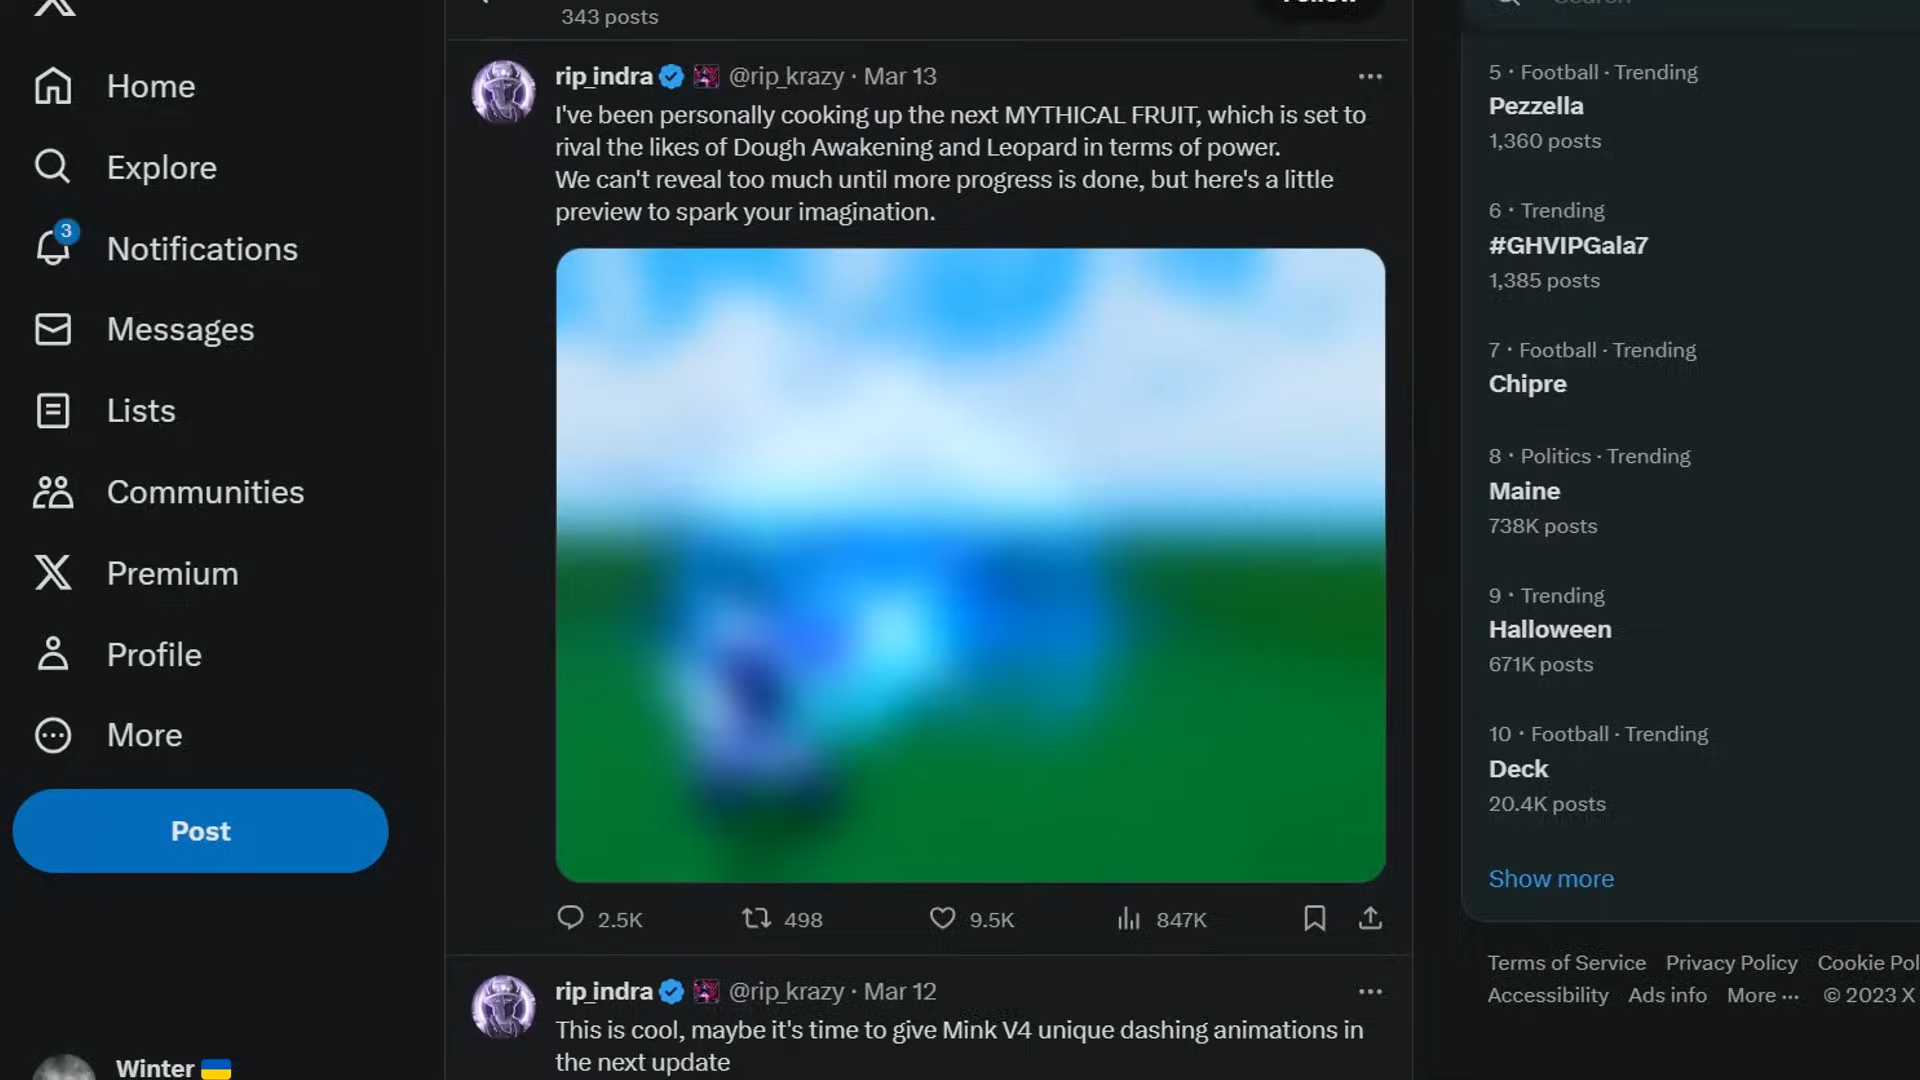 Home
Explore
3
Notifications
Messages
Lists
Communities
Premium
Profile
More
Post
Winter
343 posts
rip_indra @rip_krazy · Mar 13
I've been personally cooking up the next MYTHICAL FRUIT, which is set to
rival the likes of Dough Awakening and Leopard in terms of power.
We can't reveal too much until more progress is done, but here's a little
preview to spark your imagination.
2.5K 498 9.5K 847K
rip_indra @rip_krazy · Mar 12
This is cool, maybe it's time to give Mink V4 unique dashing animations in
the next update
5 · Football · Trending
Pezzella
1,360 posts
6 · Trending
#GHVIPGala7
1,385 posts
7 · Football · Trending
Chipre
8 · Politics · Trending
Maine
738K posts
9 · Trending
Halloween
671K posts
10 · Football · Trending
Deck
20.4K posts
Show more
Terms of Service Privacy Policy Cookie Pol
Accessibility Ads info More ··· © 2023 X